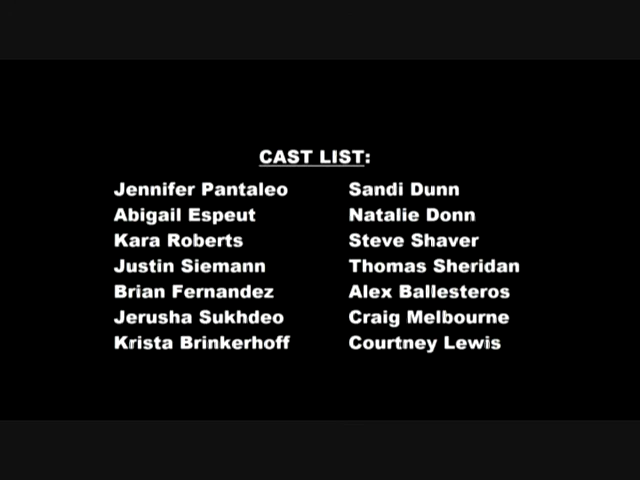 CAST LIST:
Jennifer Pantaleo
Abigail Espeut
Kara Roberts
Justin Siemann
Brian Fernandez
Jerusha Sukhdeo
Krista Brinkerhoff
Sandi Dunn
Natalie Donn
Steve Shaver
Thomas Sheridan
Alex Ballesteros
Craig Melbourne
Courtney Lewis